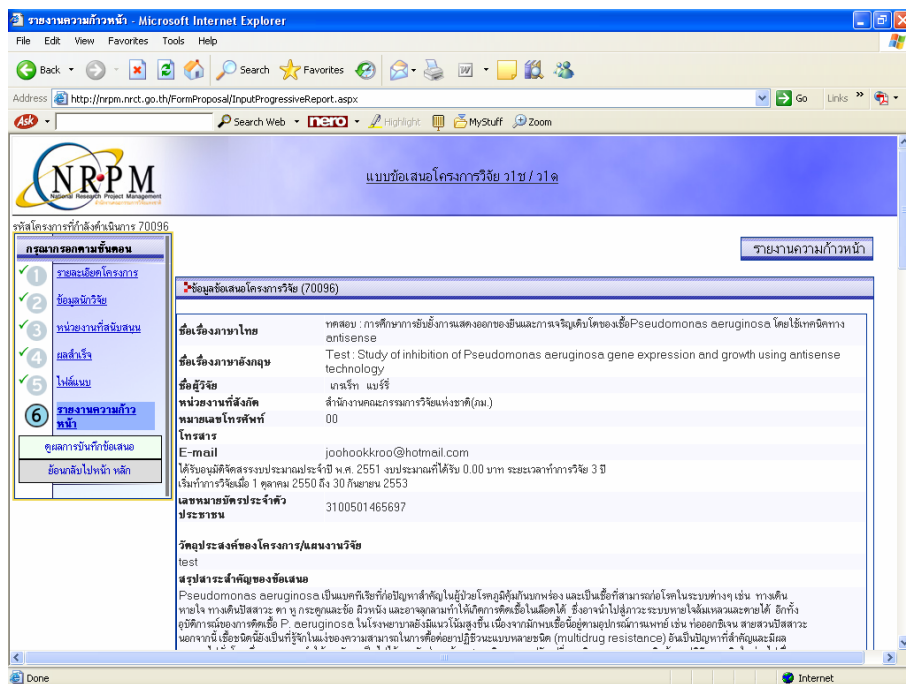 รายงานความก้าวหน้า - Microsoft Internet Explorer
File Edit View Favorites Tools Help
Back Search Favorites
Address http://nrpm.nrct.go.th/FormProposal/InputProgressiveReport.aspx Go Links
Ask Search Web nero Highlight MyStuff Zoom
NRPM
National Research Project Management
แบบข้อเสนอโครงการวิจัย ว1ช / ว1ด
รหัสโครงการที่กำลังดำเนินการ 70096
กรุณากรอกตามขั้นตอน
1 รายละเอียดโครงการ
2 ข้อมูลนักวิจัย
3 หน่วยงานที่สนับสนุน
4 ผลสำเร็จ
5 ไฟล์แนบ
6 รายงานความก้าวหน้า
ดูผลการบันทึกข้อเสนอ
ย้อนกลับไปหน้า หลัก
รายงานความก้าวหน้า
ข้อมูลข้อเสนอโครงการวิจัย (70096)
ชื่อเรื่องภาษาไทย ทดสอบ : การศึกษาการยับยั้งการแสดงออกของยีนและการเจริญเติบโตของเชื้อPseudomonas aeruginosa โดยใช้เทคนิคทาง
antisense
ชื่อเรื่องภาษาอังกฤษ Test : Study of inhibition of Pseudomonas aeruginosa gene expression and growth using antisense
technology
ชื่อผู้วิจัย เกรเร็ท แบร์รี่
หน่วยงานที่สังกัด สำนักงานคณะกรรมการวิจัยแห่งชาติ(ภม.)
หมายเลขโทรศัพท์ 00
โทรสาร
E-mail joohookkroo@hotmail.com
ได้รับอนุมัติจัดสรรงบประมาณประจำปี พ.ศ. 2551 งบประมาณที่ได้รับ 0.00 บาท ระยะเวลาทำการวิจัย 3 ปี
เริ่มทำการวิจัยเมื่อ 1 ตุลาคม 2550 ถึง 30 กันยายน 2553
เลขหมายบัตรประจำตัว
ประชาชน 3100501465697
วัตถุประสงค์ของโครงการ/แผนงานวิจัย
test
สรุปสาระสำคัญของข้อเสนอ
Pseudomonas aeruginosa เป็นแบคทีเรียที่ก่อปัญหาสำคัญในผู้ป่วยโรคภูมิคุ้มกันบกพร่อง และเป็นเชื้อที่สามารถก่อโรคในระบบต่างๆ เช่น ทางเดิน
หายใจ ทางเดินปัสสาวะ ตา หู กระดูกและข้อ ผิวหนัง และอาจลุกลามทำให้เกิดการติดเชื้อในเลือดได้ ซึ่งอาจนำไปสู่ภาวะระบบหายใจล้มเหลวและตายได้ อีกทั้ง
อุบัติการณ์ของการติดเชื้อ P. aeruginosa ในโรงพยาบาลยังมีแนวโน้มสูงขึ้น เนื่องจากมักพบเชื้อนี้อยู่ตามอุปกรณ์การแพทย์ เช่น ท่อออกซิเจน สายสวนปัสสาวะ
นอกจากนี้ เชื้อชนิดนี้ยังเป็นที่รู้จักในแง่ของความสามารถในการดื้อต่อยาปฏิชีวนะแบบหลายชนิด (multidrug resistance) อันเป็นปัญหาที่สำคัญและมีผล
Done Internet